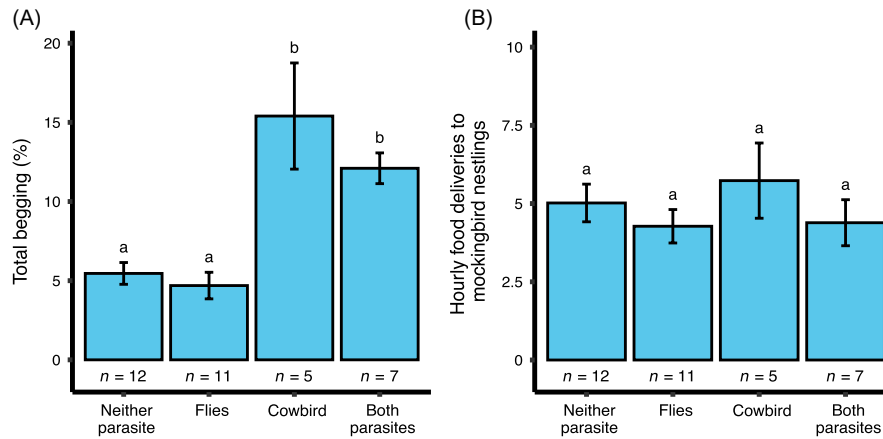 (A)
Total begging (%)
20
15
10
5
0
a
a
b
b
n = 12
n = 11
n = 5
n = 7
Neither
parasite
Flies
Cowbird
Both
parasites
(B)
Hourly food deliveries to
mockingbird nestlings
10
7.5
5
2.5
0
a
a
a
a
n = 12
n = 11
n = 5
n = 7
Neither
parasite
Flies
Cowbird
Both
parasites